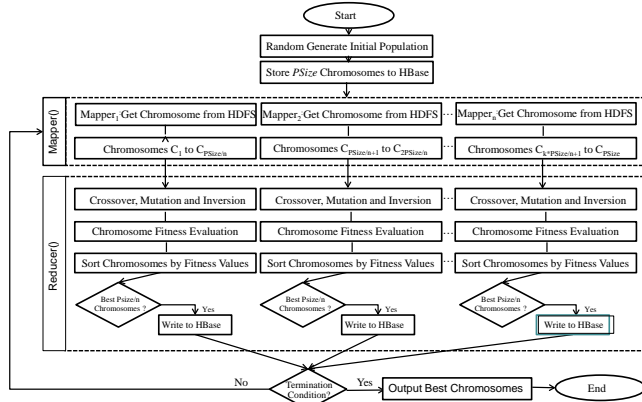 Start
Random Generate Initial Population
Store PSize Chromosomes to HBase
Mapper()
Mapper1 Get Chromosome from HDFS
Mapper2 Get Chromosome from HDFS
Mappern Get Chromosome from HDFS
Chromosomes C1 to CPSize/n
Chromosomes CPSize/n+1 to C2PSize/n
Chromosomes Ck*PSize/n+1 to CPSize
Reducer()
Crossover, Mutation and Inversion
Crossover, Mutation and Inversion
Crossover, Mutation and Inversion
Chromosome Fitness Evaluation
Chromosome Fitness Evaluation
Chromosome Fitness Evaluation
Sort Chromosomes by Fitness Values
Sort Chromosomes by Fitness Values
Sort Chromosomes by Fitness Values
Best Psize/n
Chromosomes ?
Yes
Write to HBase
Best Psize/n
Chromosomes ?
Yes
Write to HBase
Best Psize/n
Chromosomes ?
Yes
Write to HBase
No
Termination
Condition?
Yes
Output Best Chromosomes
End